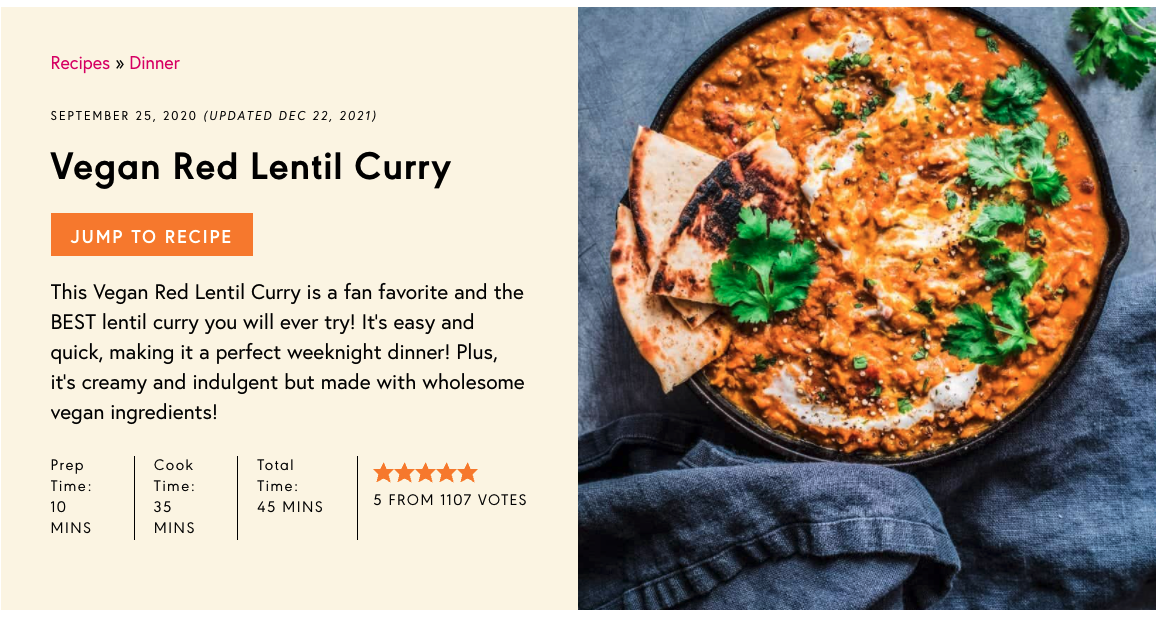 Recipes » Dinner
SEPTEMBER 25, 2020 (UPDATED DEC 22, 2021)
Vegan Red Lentil Curry
JUMP TO RECIPE
This Vegan Red Lentil Curry is a fan favorite and the
BEST lentil curry you will ever try! It's easy and
quick, making it a perfect weeknight dinner! Plus,
it's creamy and indulgent but made with wholesome
vegan ingredients!
Prep
Time:
10
MINS
Cook
Time:
35
MINS
Total
Time:
45 MINS
5 FROM 1107 VOTES